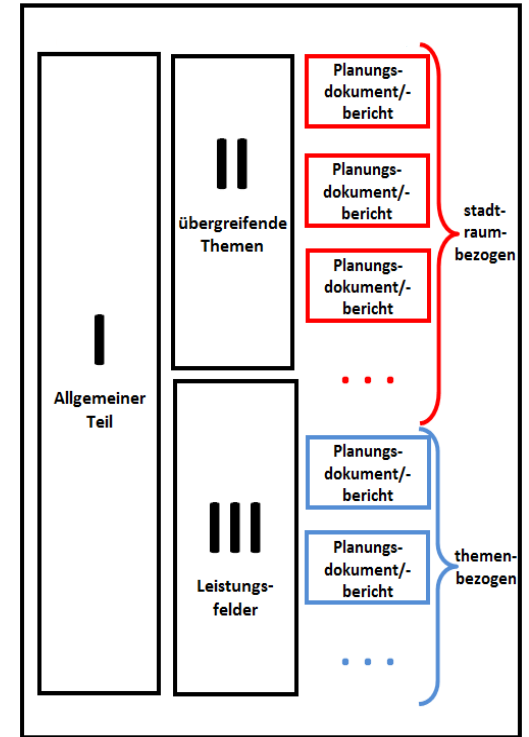 I
Allgemeiner
Teil
II
übergreifende
Themen
III
Leistungs-
felder
Planungs-
dokument/-
bericht
Planungs-
dokument/-
bericht
Planungs-
dokument/-
bericht
. . .
stadt-
raum-
bezogen
Planungs-
dokument/-
bericht
Planungs-
dokument/-
bericht
. . .
themen-
bezogen